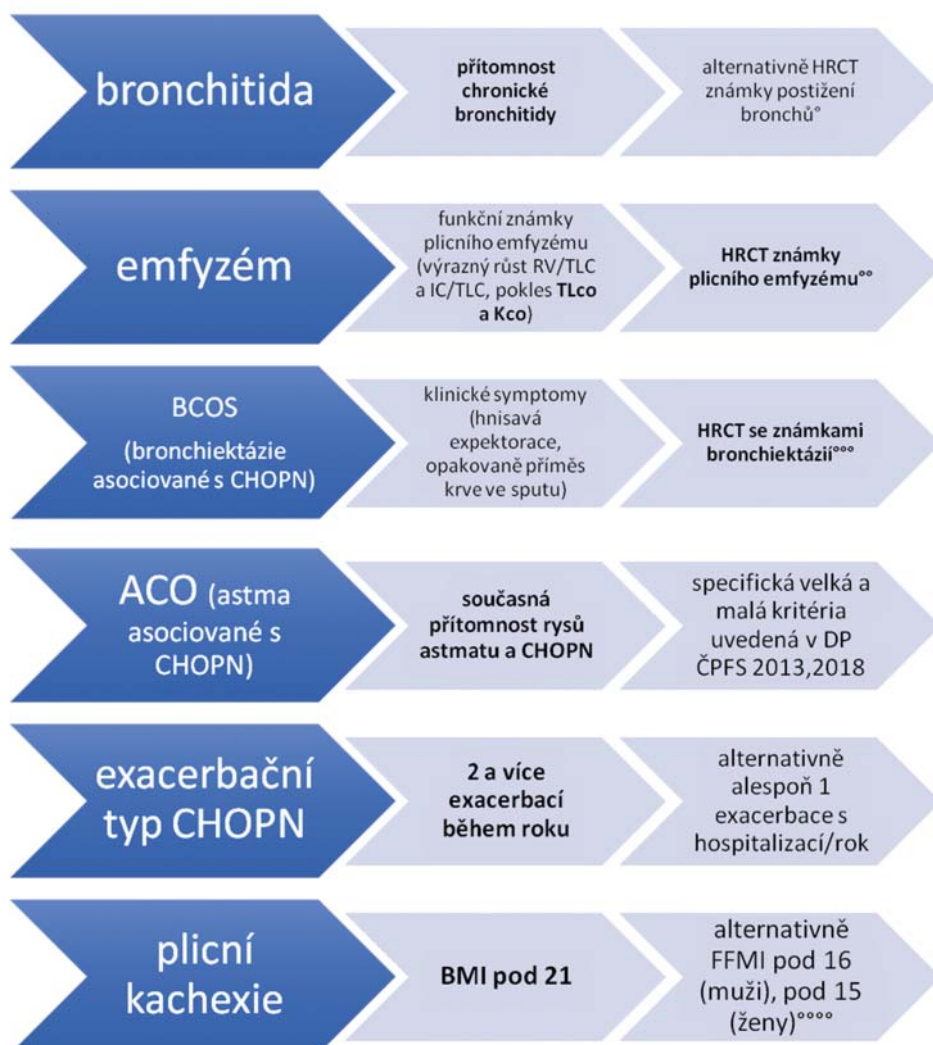 bronchitida
přítomnost
chronické
bronchitidy
alternativně HRCT
známky postižení
bronchů°
emfyzém
funkční známky
plicního emfyzému
(výrazný růst RV/TLC
a IC/TLC, pokles TLco
a Kco)
HRCT známky
plicního emfyzému°°
BCOS
(bronchiektázie
asociované s CHOPN)
klinické symptomy
(hnisavá
expektorace,
opakovaně příměs
krve ve sputu)
HRCT se známkami
bronchiektázií°°°
ACO (astma
asociované s
CHOPN)
současná
přítomnost rysů
astmatu a CHOPN
specifická velká a
malá kritéria
uvedená v DP
ČPFS 2013,2018
exacerbační
typ CHOPN
2 a více
exacerbací
během roku
alternativně
alespoň 1
exacerbace s
hospitalizací/rok
plicní
kachexie
BMI pod 21
alternativně
FFMI pod 16
(muži), pod 15
(ženy)°°°°